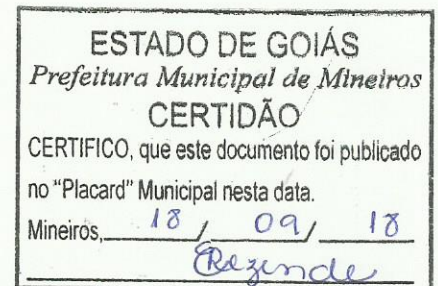 ESTADO DE GOIÁS
Prefeitura Municipal de Mineiros
CERTIDÃO
CERTIFICO, que este documento foi publicado
no "Placard" Municipal nesta data.
Mineiros, 18 / 09 / 18
Rezende